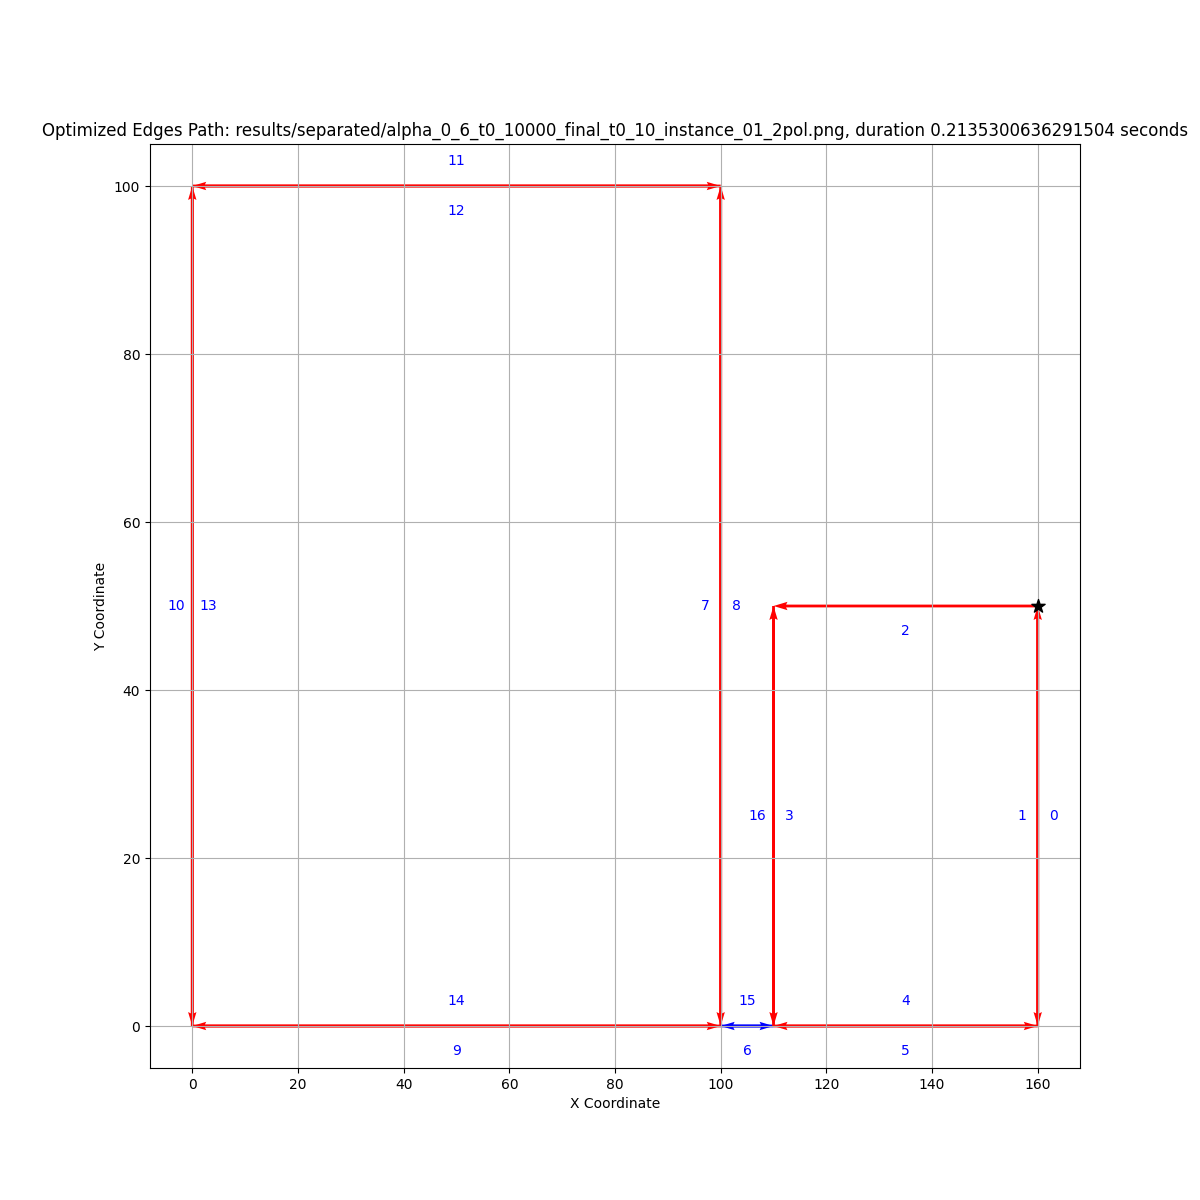 Optimized Edges Path: results/separated/alpha_0_6_t0_10000_final_t0_10_instance_01_2pol.png, duration 0.2135300636291504 seconds
11
100
12
80
60
Y Coordinate
10 13 7 8
2
40
16 3 1 0
20
14 15 4
0
9 6 5
0 20 40 60 80 100 120 140 160
X Coordinate